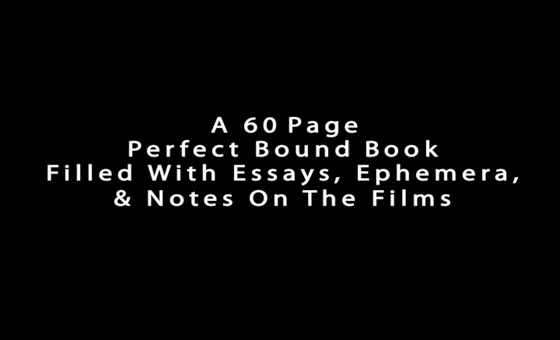 A 60 Page
Perfect Bound Book
Filled With Essays, Ephemera,
& Notes On The Films